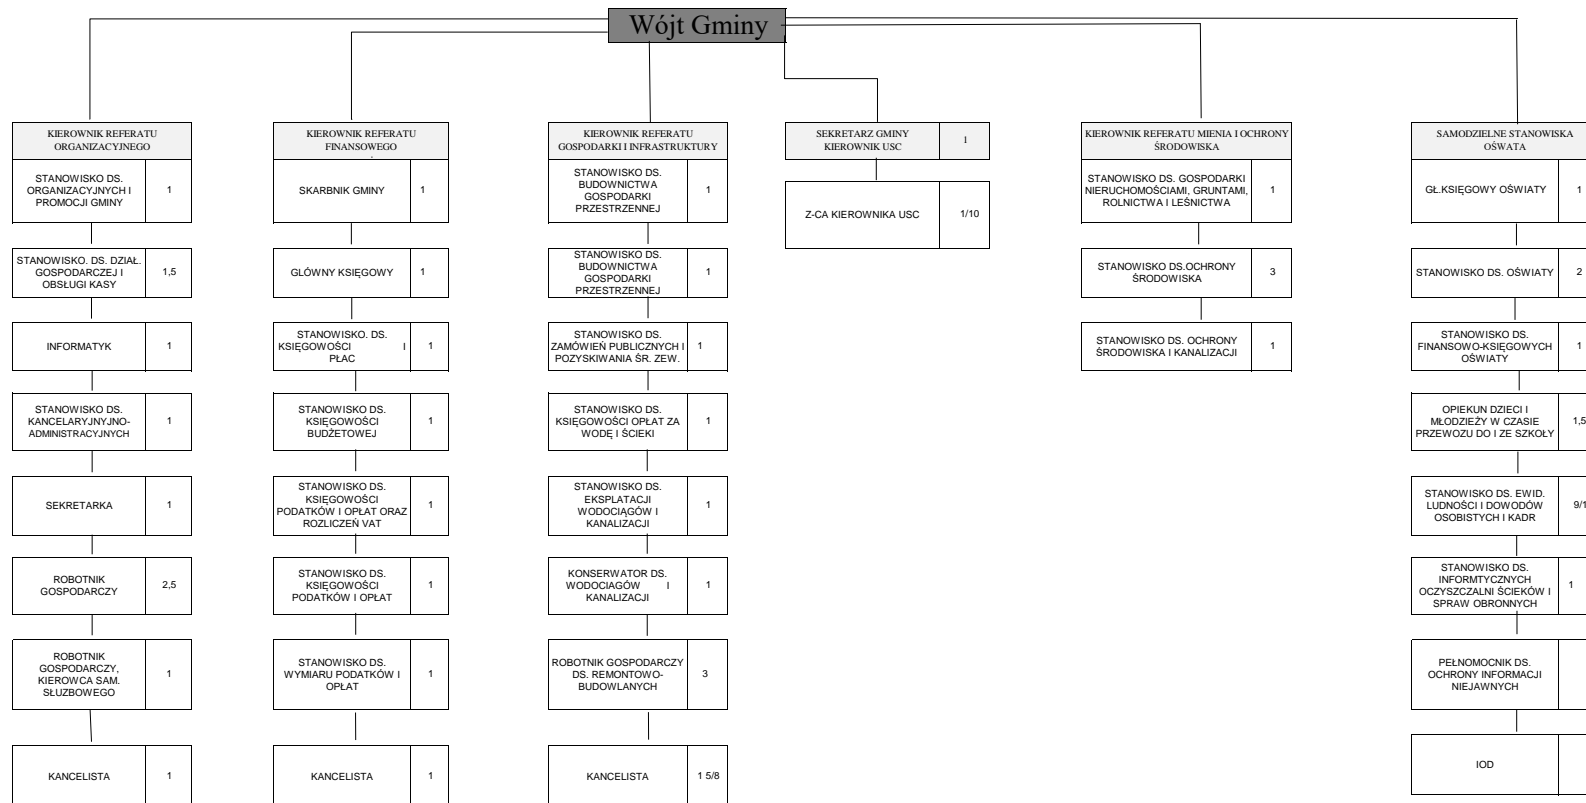 Wójt Gminy
KIEROWNIK REFERATU
ORGANIZACYJNEGO
STANOWISKO DS.
ORGANIZACYJNYCH I
PROMOCJI GMINY
1
STANOWISKO. DS. DZIAŁ.
GOSPODARCZEJ I
OBSŁUGI KASY
1,5
INFORMATYK
1
STANOWISKO DS.
KANCELARYJNYJNO-
ADMINISTRACYJNYCH
1
SEKRETARKA
1
ROBOTNIK
GOSPODARCZY
2,5
ROBOTNIK
GOSPODARCZY,
KIEROWCA SAM.
SŁUZBOWEGO
1
KANCELISTA
1
KIEROWNIK REFERATU
FINANSOWEGO
SKARBNIK GMINY
1
GLÓWNY KSIĘGOWY
1
STANOWISKO. DS.
KSIĘGOWOŚCI I
PŁAC
1
STANOWISKO DS.
KSIĘGOWOŚCI
BUDŻETOWEJ
1
STANOWISKO DS.
KSIĘGOWOŚCI
PODATKÓW I OPŁAT ORAZ
ROZLICZEŃ VAT
1
STANOWISKO DS.
KSIĘGOWOŚCI
PODATKÓW I OPŁAT
1
STANOWISKO DS.
WYMIARU PODATKÓW I
OPŁAT
1
KANCELISTA
1
KIEROWNIK REFERATU
GOSPODARKI I INFRASTRUKTURY
STANOWISKO DS.
BUDOWNICTWA
GOSPODARKI
PRZESTRZENNEJ
1
STANOWISKO DS.
BUDOWNICTWA
GOSPODARKI
PRZESTRZENNEJ
1
STANOWISKO DS.
ZAMÓWIEŃ PUBLICZNYCH I
POZYSKIWANIA ŚR. ZEW.
1
STANOWISKO DS.
KSIĘGOWOŚCI OPŁAT ZA
WODĘ I ŚCIEKI
1
STANOWISKO DS.
EKSPLATACJI
WODOCIĄGÓW I
KANALIZACJI
1
KONSERWATOR DS.
WODOCIAGÓW I
KANALIZACJI
1
ROBOTNIK GOSPODARCZY
DS. REMONTOWO-
BUDOWLANYCH
3
KANCELISTA
1 5/8
SEKRETARZ GMINY
KIEROWNIK USC
1
Z-CA KIEROWNIKA USC
1/10
KIEROWNIK REFERATU MIENIA I OCHRONY
ŚRODOWISKA
STANOWISKO DS. GOSPODARKI
NIERUCHOMOŚCIAMI, GRUNTAMI,
ROLNICTWA I LEŚNICTWA
1
STANOWISKO DS.OCHRONY
ŚRODOWISKA
3
STANOWISKO DS. OCHRONY
ŚRODOWISKA I KANALIZACJI
1
SAMODZIELNE STANOWISKA
OŚWATA
GŁ.KSIĘGOWY OŚWIATY
1
STANOWISKO DS. OŚWIATY
2
STANOWISKO DS.
FINANSOWO-KSIĘGOWYCH
OŚWIATY
1
OPIEKUN DZIECI I
MŁODZIEŻY W CZASIE
PRZEWOZU DO I ZE SZKOŁY
1,5
STANOWISKO DS. EWID.
LUDNOŚCI I DOWODÓW
OSOBISTYCH I KADR
9/1
STANOWISKO DS.
INFORMTYCZNYCH
OCZYSZCZALNI ŚCIEKÓW I
SPRAW OBRONNYCH
1
PEŁNOMOCNIK DS.
OCHRONY INFORMACJI
NIEJAWNYCH
IOD